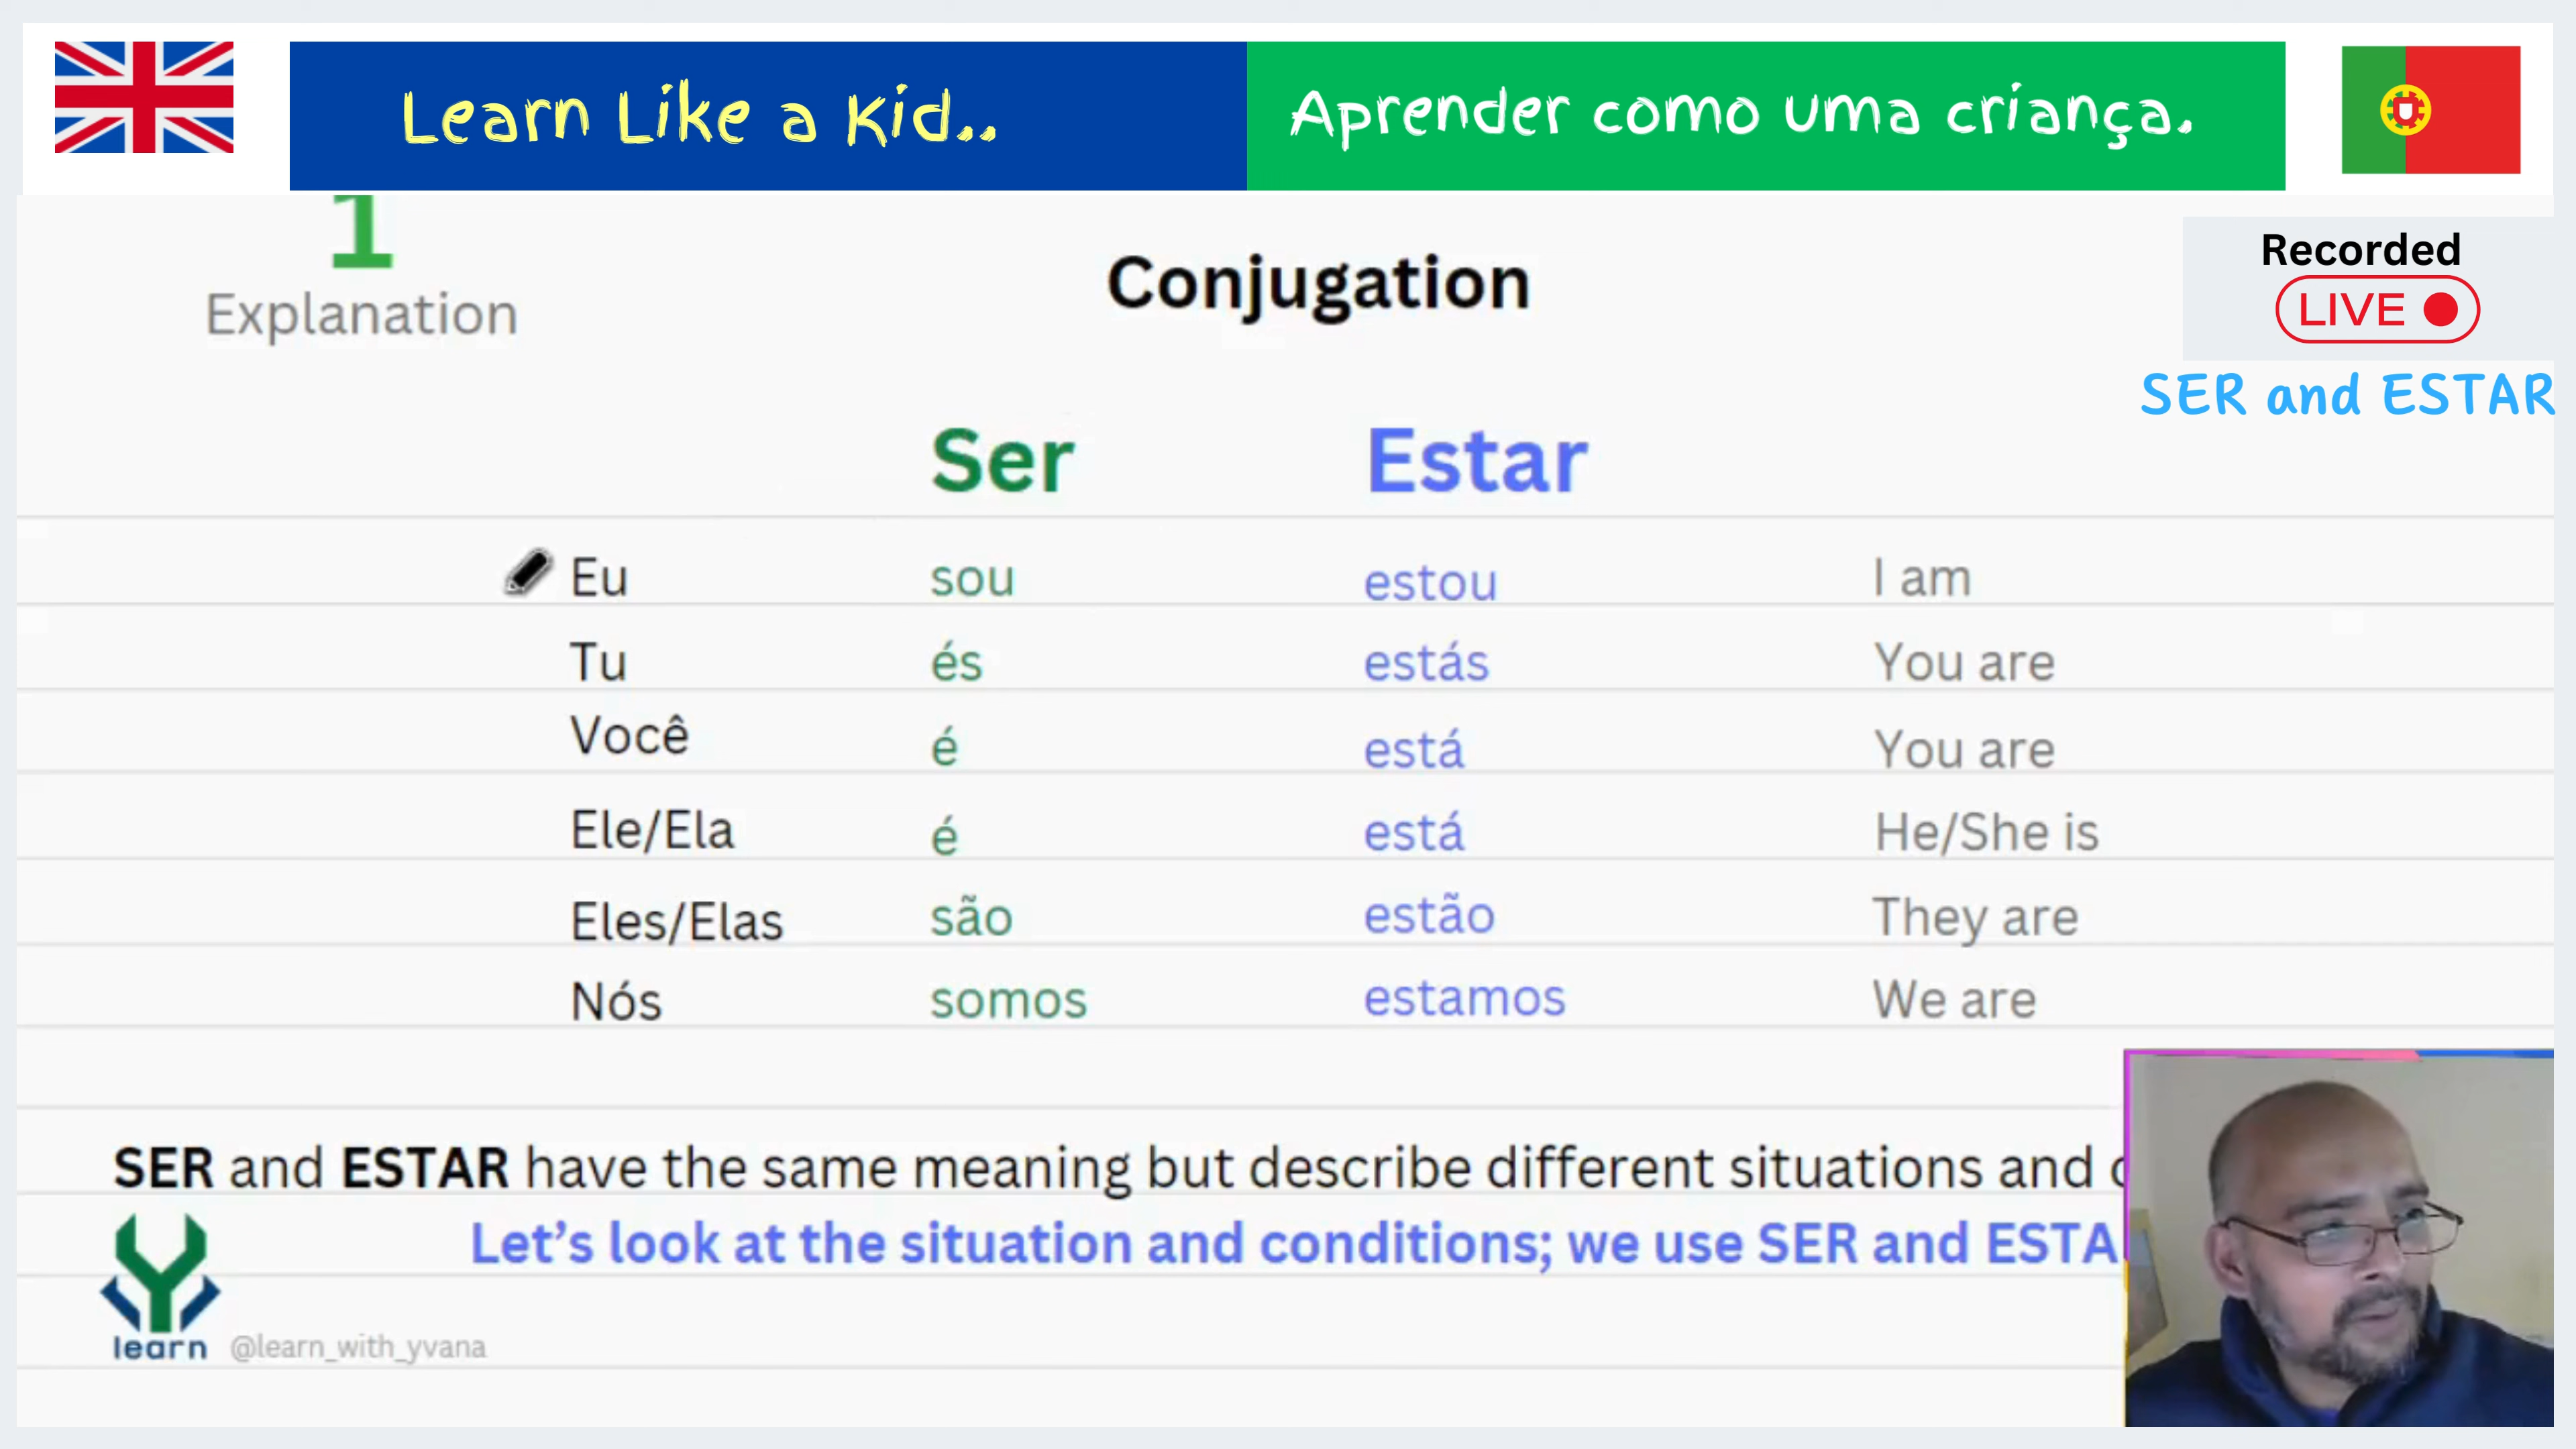 Learn Like a Kid..
Aprender como uma criança.
1
Explanation
Conjugation
Recorded
LIVE
SER and ESTAR
Ser Estar
Eu sou estou I am
Tu és estás You are
Você é está You are
Ele/Ela é está He/She is
Eles/Elas são estão They are
Nós somos estamos We are
SER and ESTAR have the same meaning but describe different situations and
Let's look at the situation and conditions; we use SER and ESTA
learn @learn_with_yvana